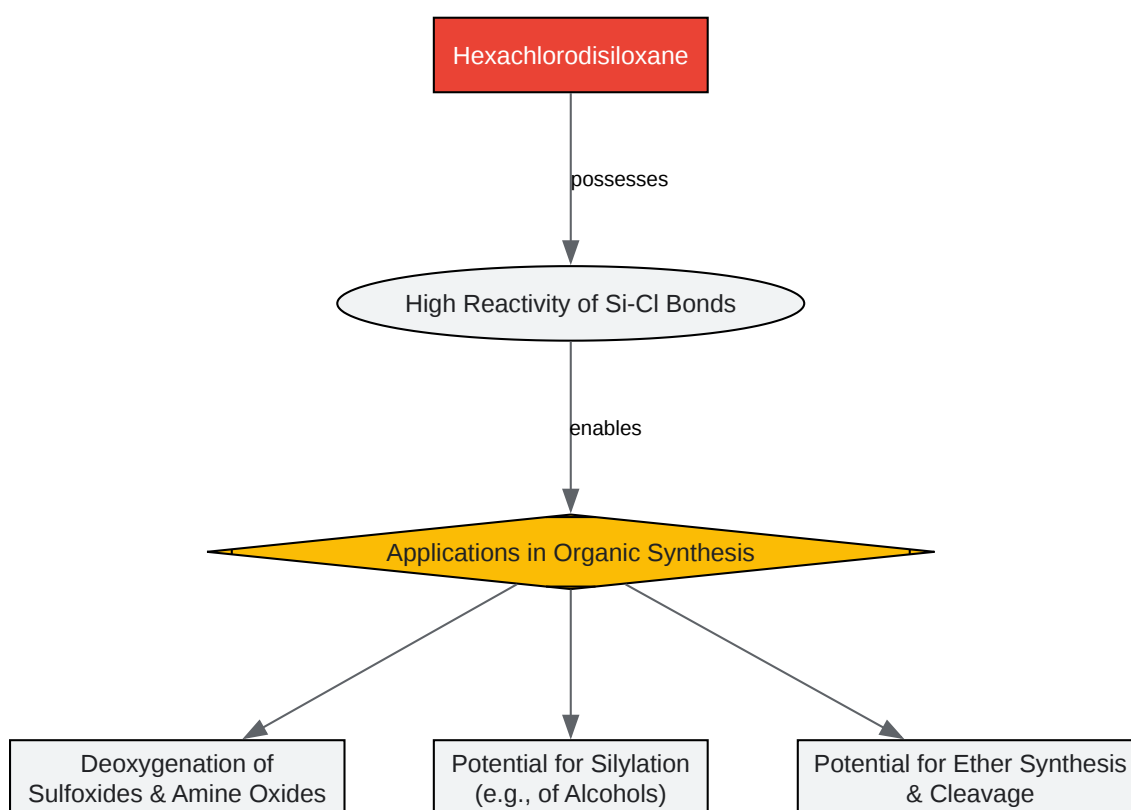 Hexachlorodisiloxane
possesses
High Reactivity of Si-Cl Bonds
enables
Applications in Organic Synthesis
Deoxygenation of
Sulfoxides & Amine Oxides
Potential for Silylation
(e.g., of Alcohols)
Potential for Ether Synthesis
& Cleavage